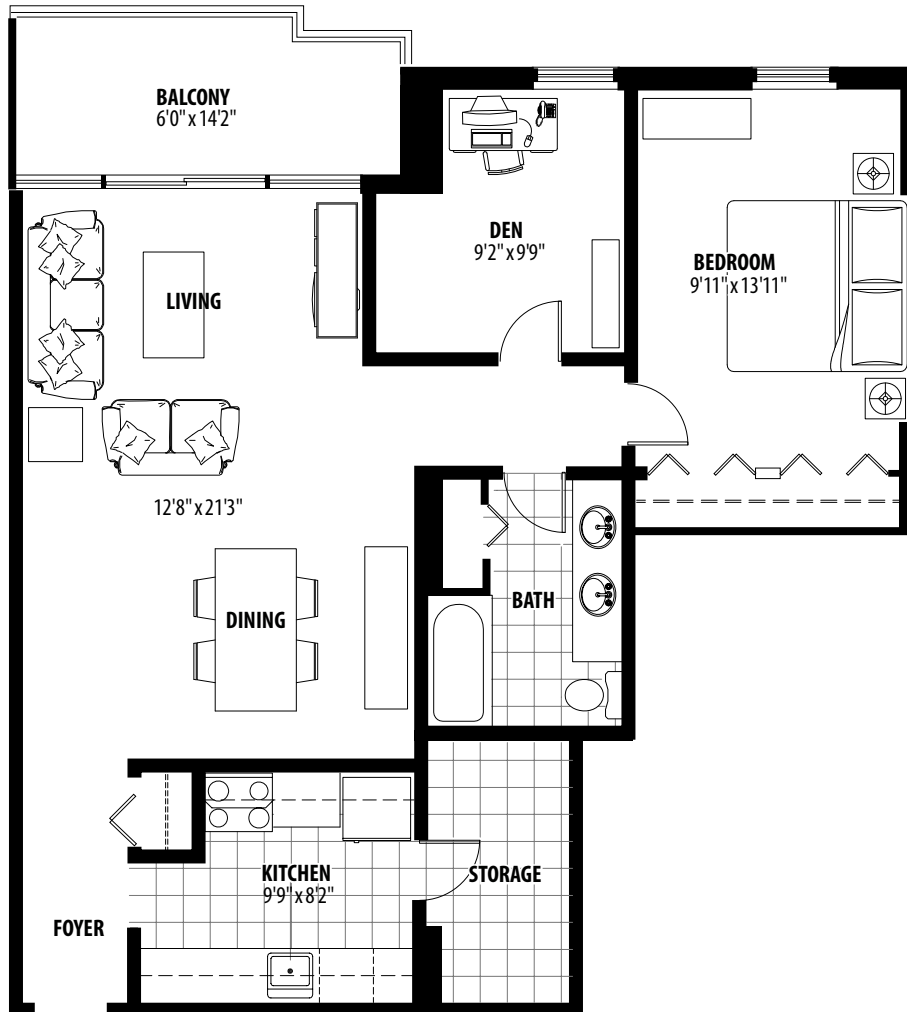 BALCONY
6'0" x 14'2"
DEN
9'2" x 9'9"
BEDROOM
9'11" x 13'11"
LIVING
12'8" x 21'3"
DINING
BATH
KITCHEN
9'9" x 8'2"
STORAGE
FOYER